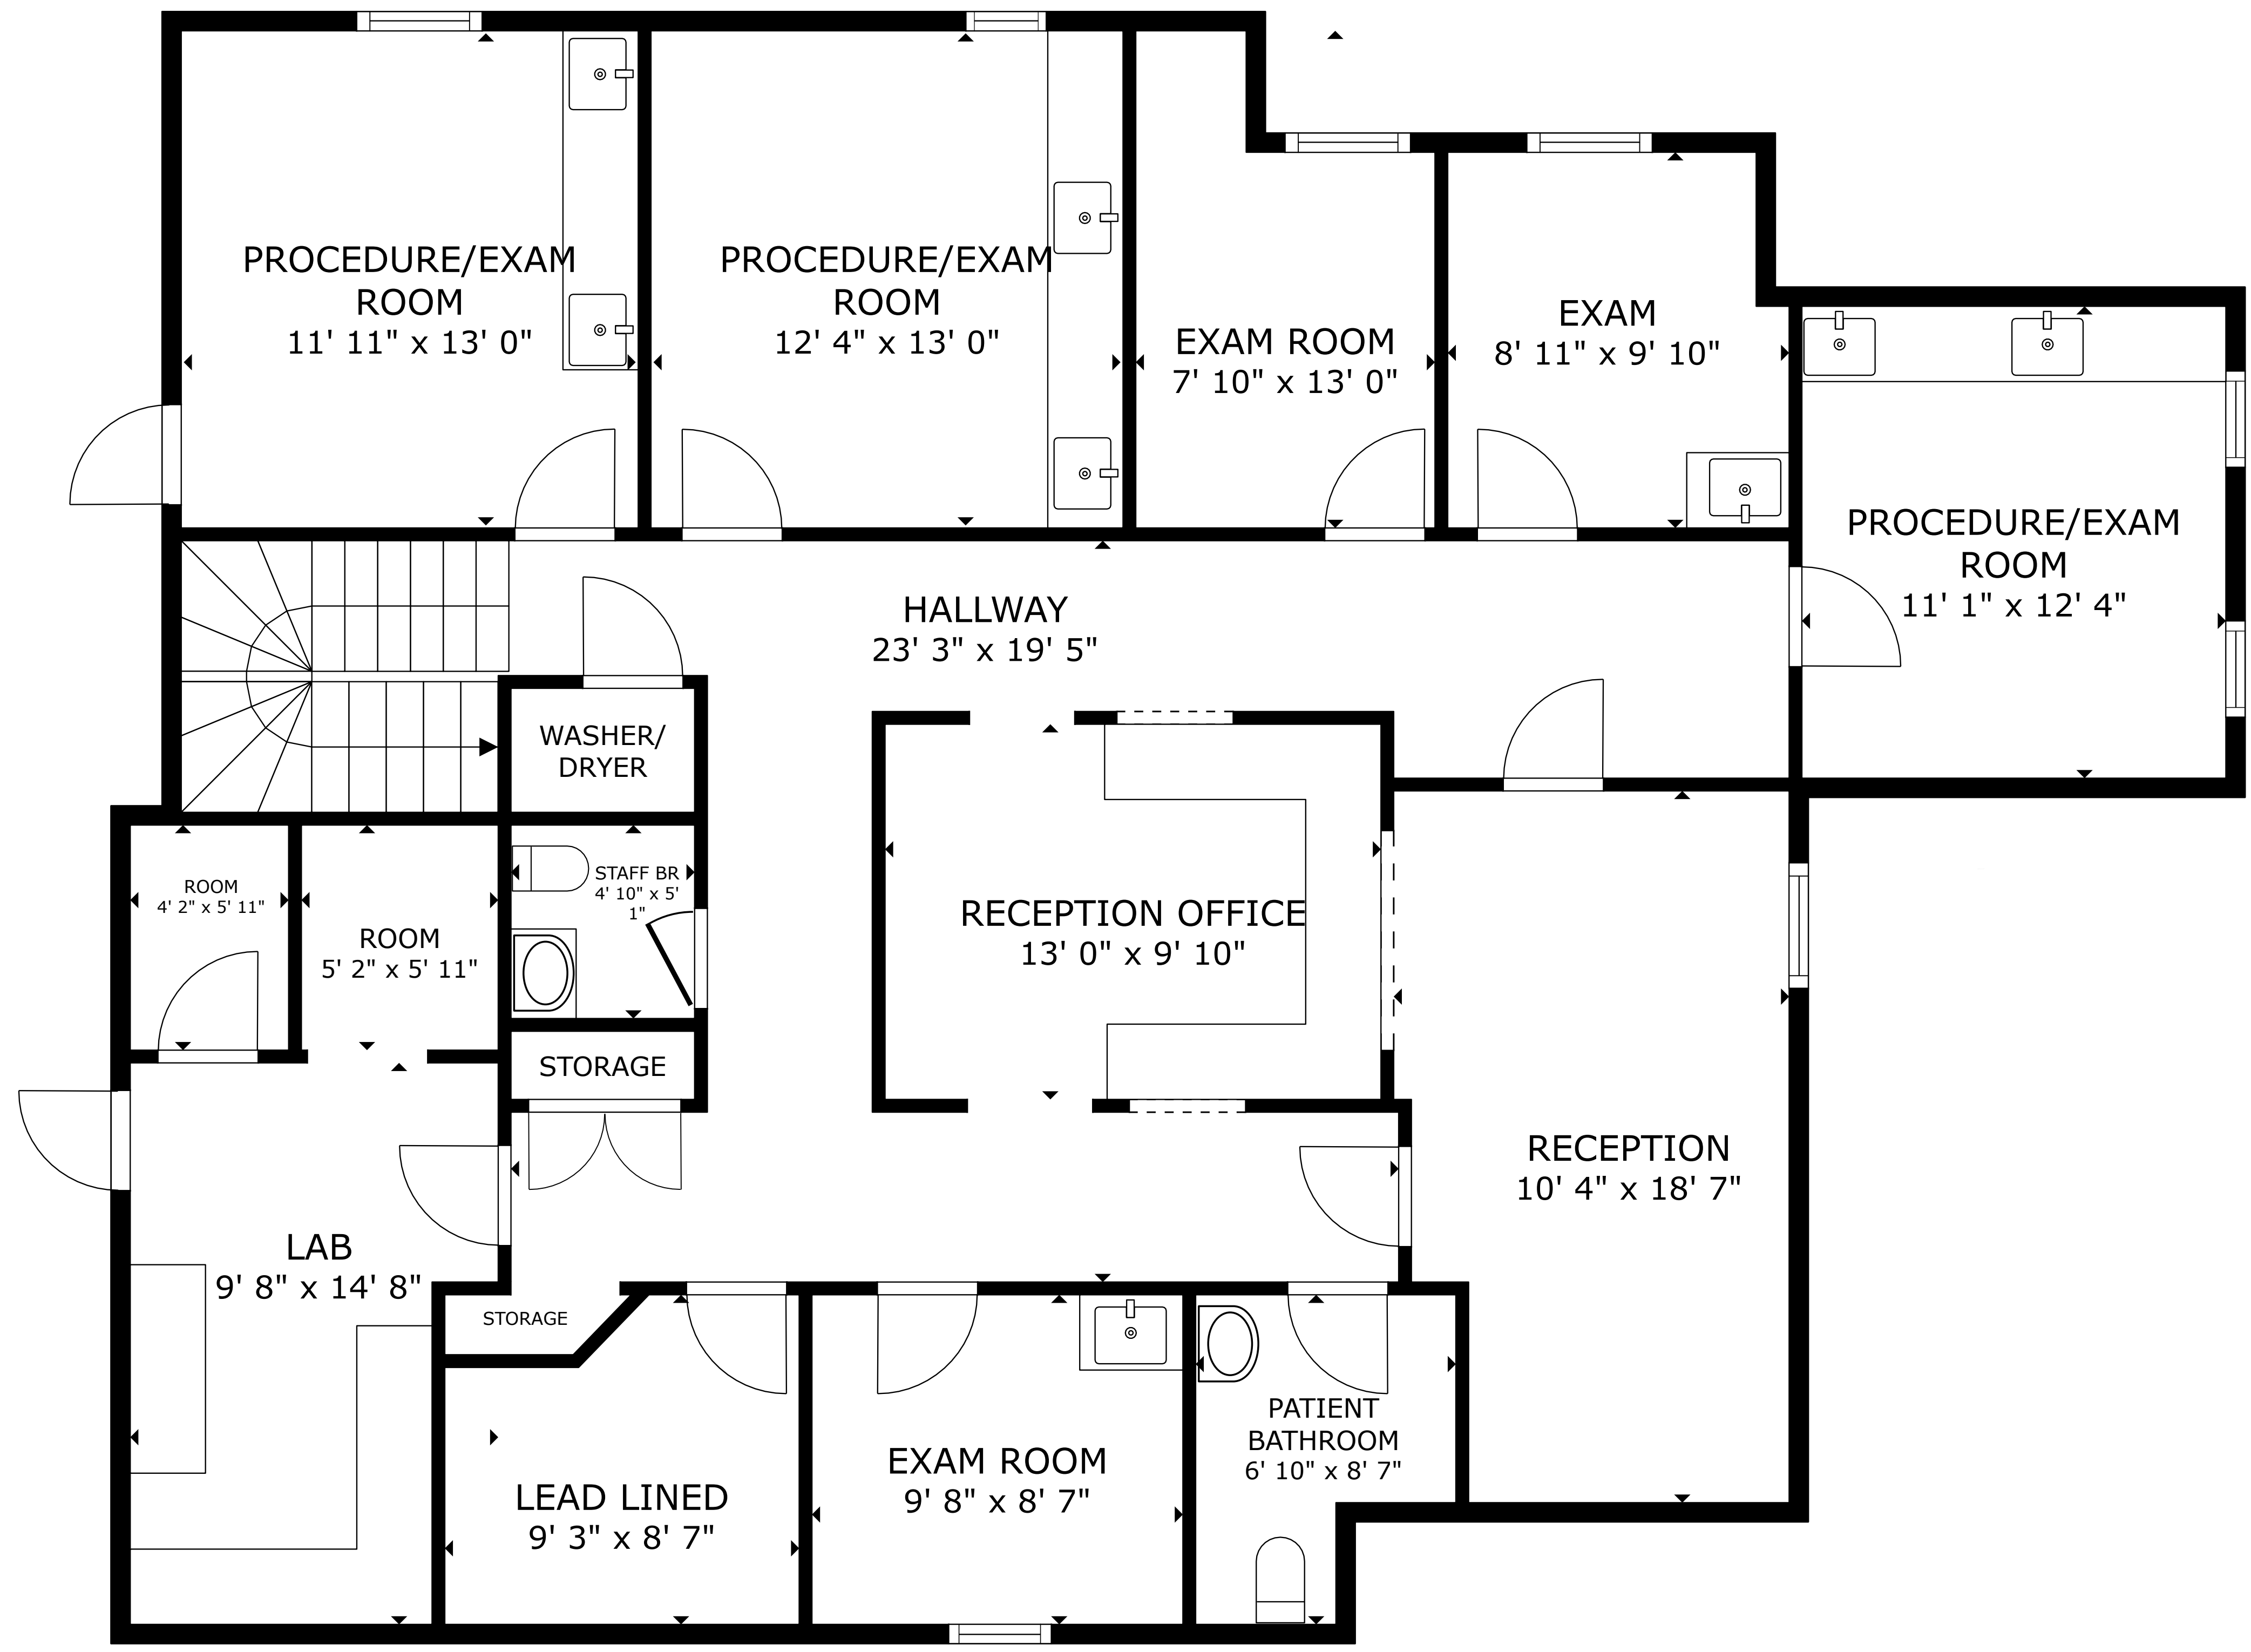 PROCEDURE/EXAM
ROOM
11' 11" x 13' 0"
PROCEDURE/EXAM
ROOM
12' 4" x 13' 0"
EXAM ROOM
7' 10" x 13' 0"
EXAM
8' 11" x 9' 10"
PROCEDURE/EXAM
ROOM
11' 1" x 12' 4"
HALLWAY
23' 3" x 19' 5"
WASHER/
DRYER
ROOM
4' 2" x 5' 11"
ROOM
5' 2" x 5' 11"
STAFF BR
4' 10" x 5'
1"
RECEPTION OFFICE
13' 0" x 9' 10"
STORAGE
RECEPTION
10' 4" x 18' 7"
LAB
9' 8" x 14' 8"
STORAGE
LEAD LINED
9' 3" x 8' 7"
EXAM ROOM
9' 8" x 8' 7"
PATIENT
BATHROOM
6' 10" x 8' 7"